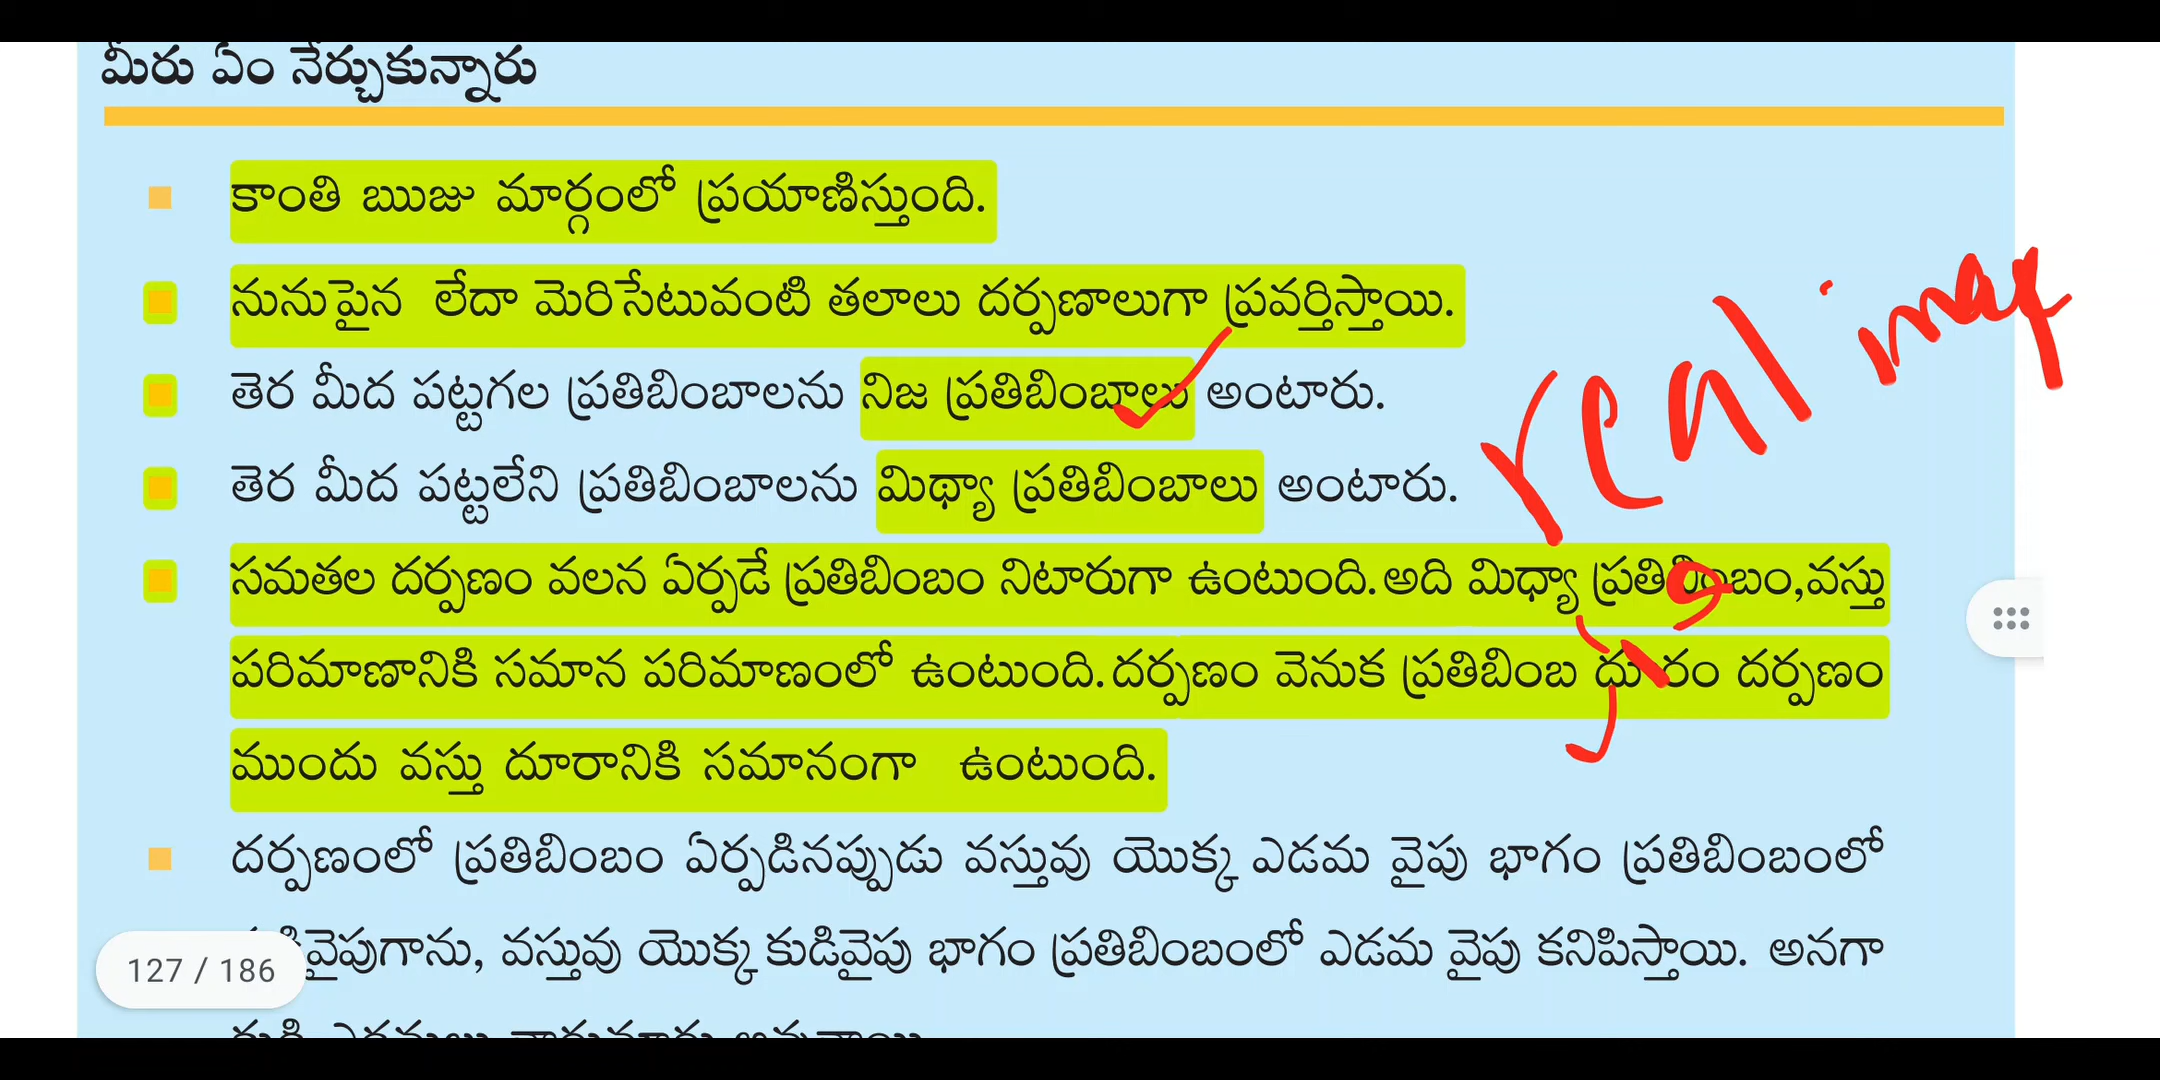 మీరు ఏం నేర్చుకున్నారు
కాంతి ఋజు మార్గంలో ప్రయాణిస్తుంది.
నునుపైన లేదా మెరిసేటువంటి తలాలు దర్పణాలుగా ప్రవర్తిస్తాయి.
తెర మీద పట్టగల ప్రతిబింబాలను నిజ ప్రతిబింబాలు అంటారు.
real imag
తెర మీద పట్టలేని ప్రతిబింబాలను మిథ్యా ప్రతిబింబాలు అంటారు.
సమతల దర్పణం వలన ఏర్పడే ప్రతిబింబం నిటారుగా ఉంటుంది.అది మిధ్యా ప్రతిబింబం,వస్తు
పరిమాణానికి సమాన పరిమాణంలో ఉంటుంది.దర్పణం వెనుక ప్రతిబింబ దూరం దర్పణం
ముందు వస్తు దూరానికి సమానంగా ఉంటుంది.
దర్పణంలో ప్రతిబింబం ఏర్పడినప్పుడు వస్తువు యొక్క ఎడమ వైపు భాగం ప్రతిబింబంలో
వస్తువు యొక్క కుడివైపు భాగం ప్రతిబింబంలో ఎడమ వైపు కనిపిస్తాయి. అనగా
127 / 186